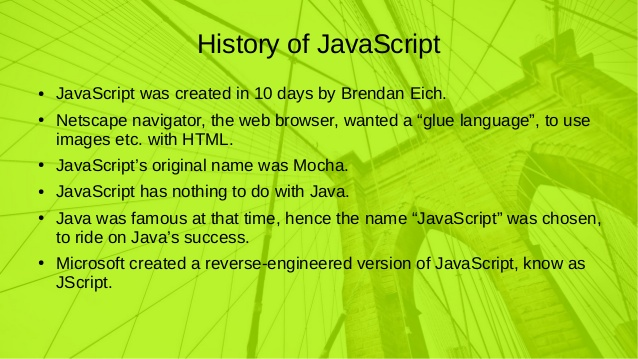 History of JavaScript
• JavaScript was created in 10 days by Brendan Eich.
• Netscape navigator, the web browser, wanted a “glue language”, to use
images etc. with HTML.
• JavaScript’s original name was Mocha.
• JavaScript has nothing to do with Java.
• Java was famous at that time, hence the name “JavaScript” was chosen,
to ride on Java’s success.
• Microsoft created a reverse-engineered version of JavaScript, know as
JScript.